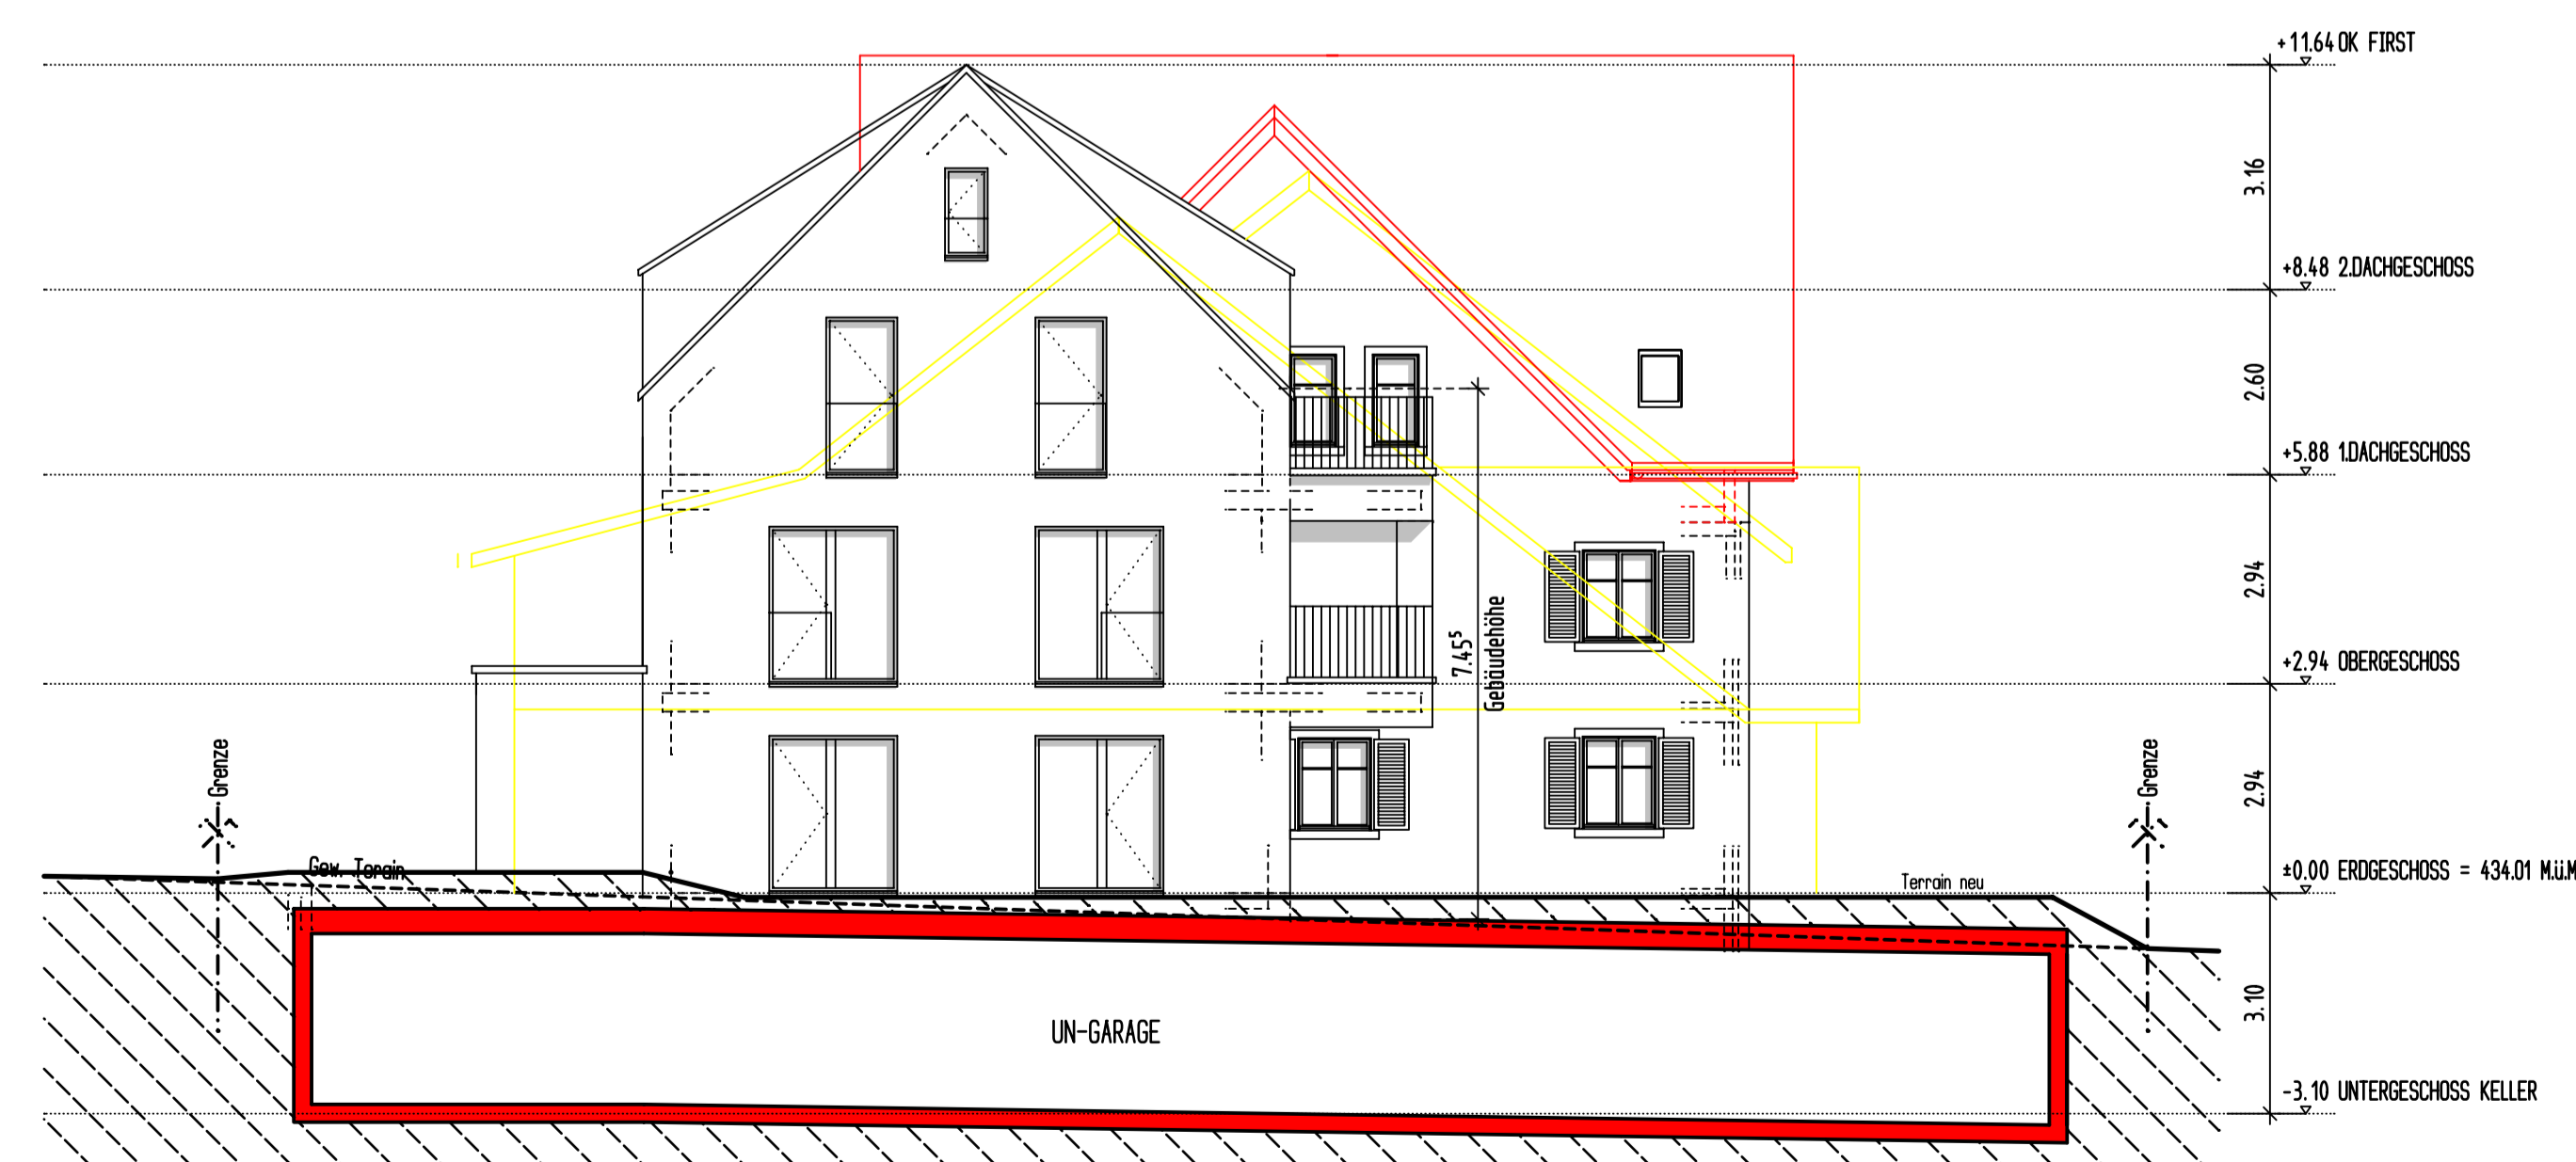 +11.64 OK FIRST
3.16
+8.48 2.DACHGESCHOSS
2.60
+5.88 1.DACHGESCHOSS
2.94
+2.94 OBERGESCHOSS
7.45⁵
Gebäudehöhe
Grenze
Grenze
2.94
Gew. Terrain
Terrain neu
±0.00 ERDGESCHOSS = 434.01 M.ü.M
3.10
UN-GARAGE
-3.10 UNTERGESCHOSS KELLER